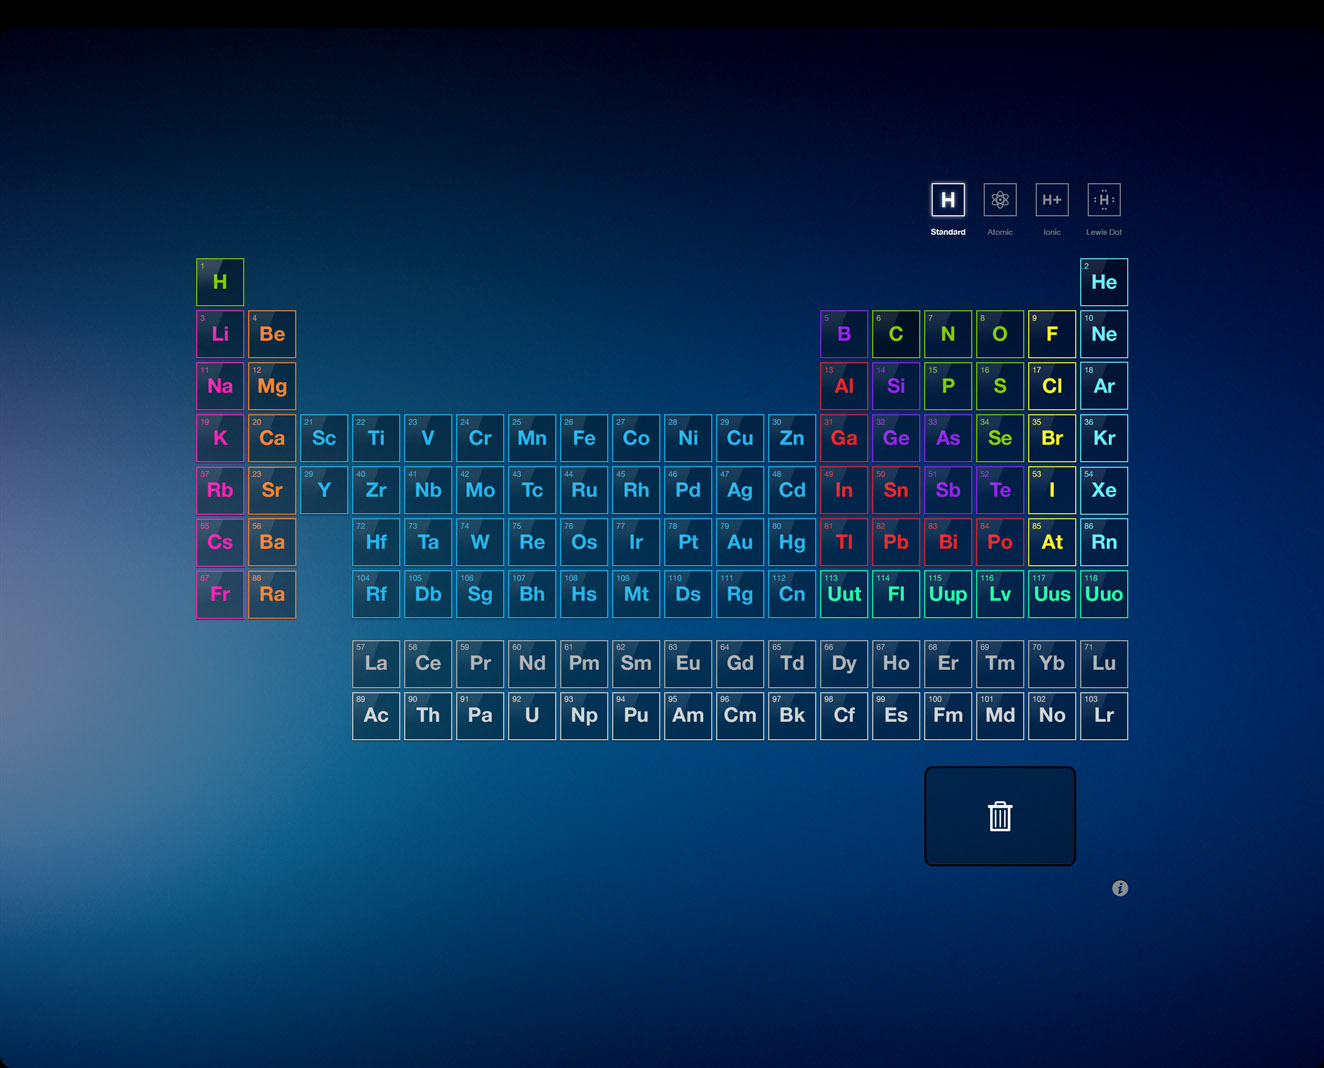 H H+ :H:
Standard Atomic Ionic Lewis Dot
1 H 2 He
3 Li 4 Be 5 B 6 C 7 N 8 O 9 F 10 Ne
11 Na 12 Mg 13 Al 14 Si 15 P 16 S 17 Cl 18 Ar
19 K 20 Ca 21 Sc 22 Ti 23 V 24 Cr 25 Mn 26 Fe 27 Co 28 Ni 29 Cu 30 Zn 31 Ga 32 Ge 33 As 34 Se 35 Br 36 Kr
37 Rb 23 Sr 29 Y 40 Zr 41 Nb 42 Mo 43 Tc 44 Ru 45 Rh 46 Pd 47 Ag 48 Cd 49 In 50 Sn 51 Sb 52 Te 53 I 54 Xe
55 Cs 56 Ba 72 Hf 73 Ta 74 W 75 Re 76 Os 77 Ir 78 Pt 79 Au 80 Hg 81 Tl 82 Pb 83 Bi 84 Po 85 At 86 Rn
87 Fr 88 Ra 104 Rf 105 Db 106 Sg 107 Bh 108 Hs 109 Mt 110 Ds 111 Rg 112 Cn 113 Uut 114 Fl 115 Uup 116 Lv 117 Uus 118 Uuo
57 La 58 Ce 59 Pr 60 Nd 61 Pm 62 Sm 63 Eu 64 Gd 65 Td 66 Dy 67 Ho 68 Er 69 Tm 70 Yb 71 Lu
89 Ac 90 Th 91 Pa 92 U 93 Np 94 Pu 95 Am 96 Cm 97 Bk 98 Cf 99 Es 100 Fm 101 Md 102 No 103 Lr
i